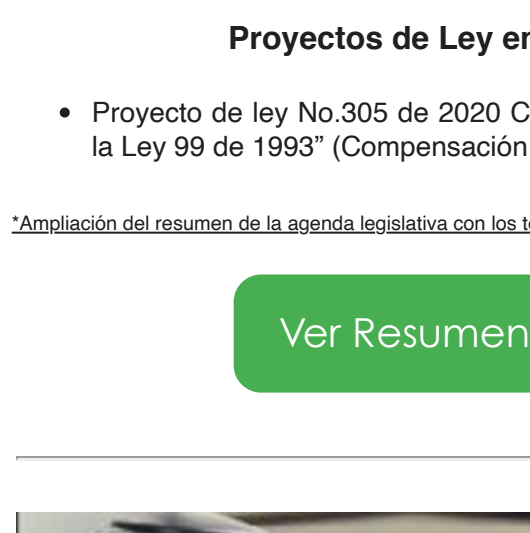 Proyectos de Ley
• Proyecto de ley No.305 de 2020
la Ley 99 de 1993” (Compensación
*Ampliación del resumen de la agenda legislativa con los
Ver Resumen